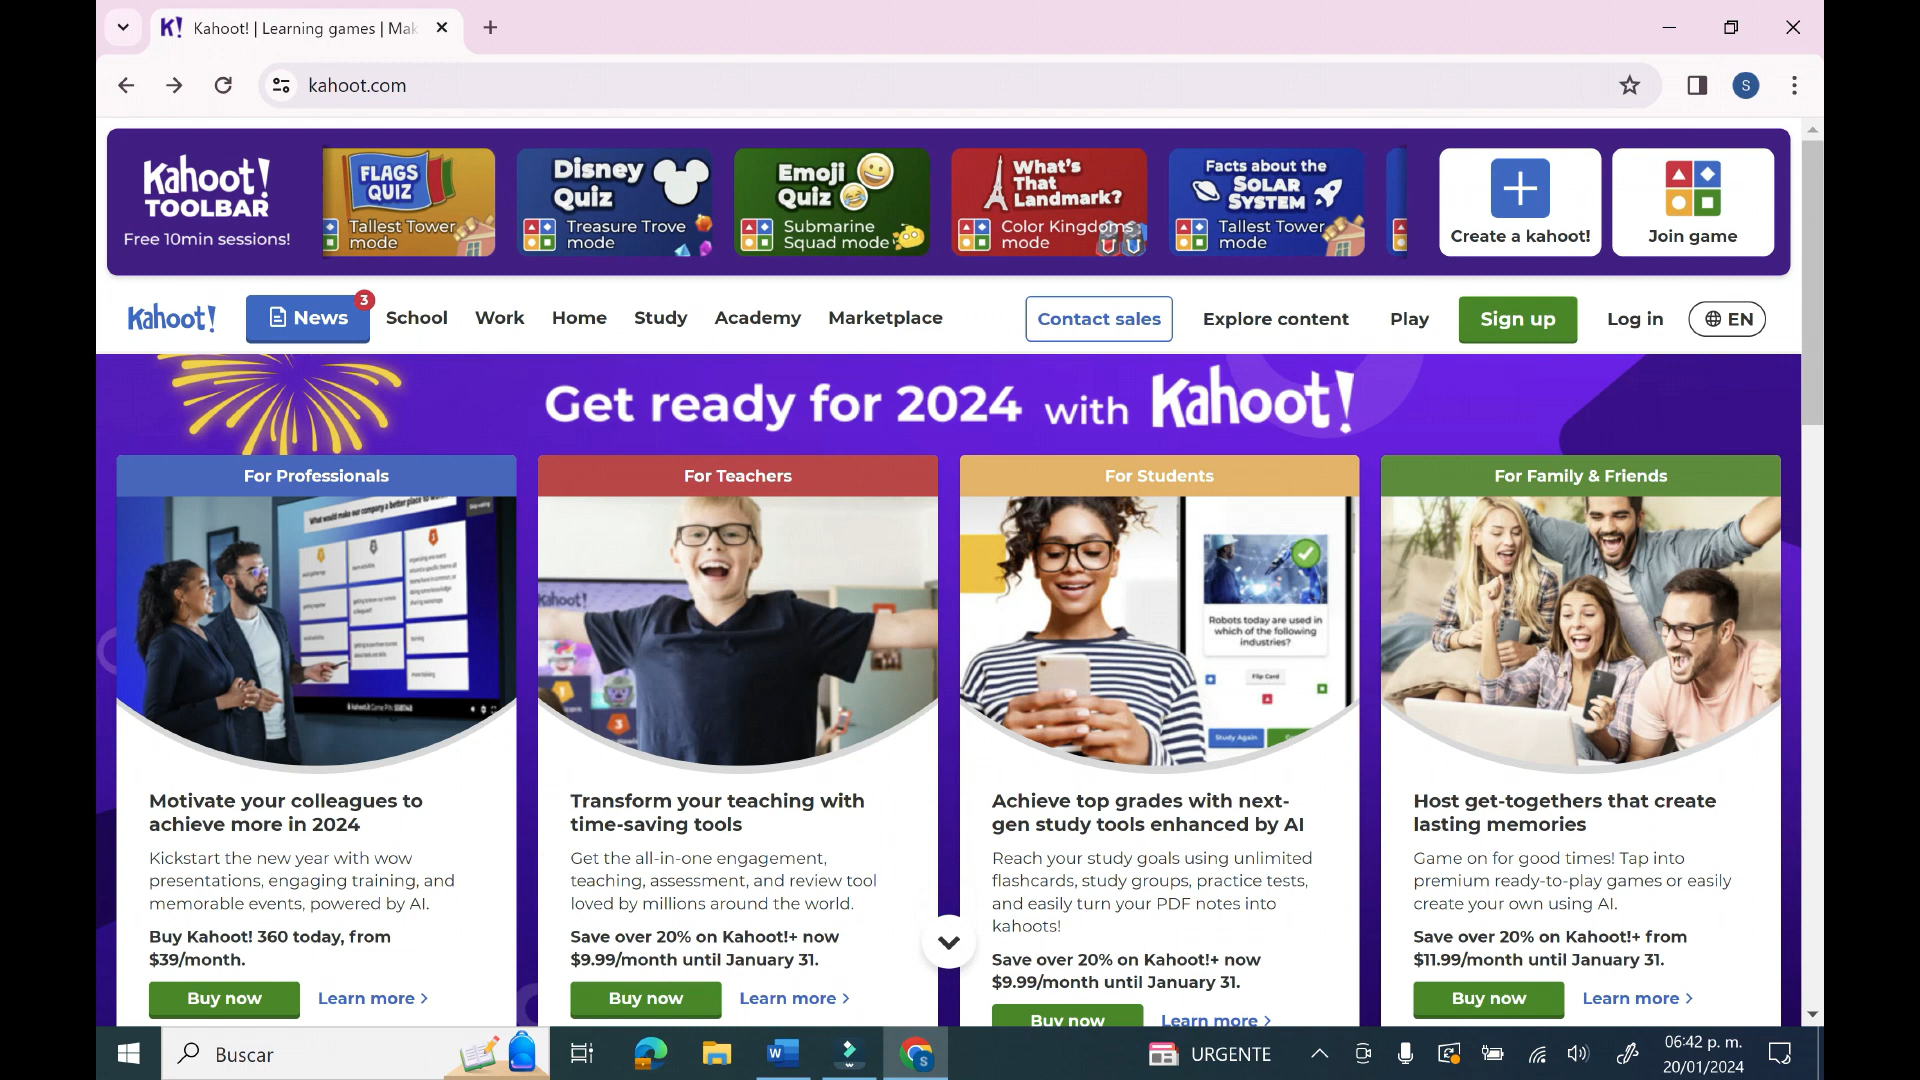 Kahoot! | Learning games | Mak
kahoot.com
Kahoot!
TOOLBAR
Free 10min sessions!
FLAGS
QUIZ
Tallest Tower
mode
Disney
Quiz
Treasure Trove
mode
Emoji
Quiz
Submarine
Squad mode
What's
That
Landmark?
Color Kingdoms
mode
Facts about the
SOLAR
SYSTEM
Tallest Tower
mode
Create a kahoot!
Join game
Kahoot!
News
3
School
Work
Home
Study
Academy
Marketplace
Contact sales
Explore content
Play
Sign up
Log in
EN
Get ready for 2024 with Kahoot!
For Professionals
What would make our company a better place to
Motivate your colleagues to
achieve more in 2024
Kickstart the new year with wow
presentations, engaging training, and
memorable events, powered by AI.
Buy Kahoot! 360 today, from
$39/month.
Buy now
Learn more >
For Teachers
Kahoot!
Transform your teaching with
time-saving tools
Get the all-in-one engagement,
teaching, assessment, and review tool
loved by millions around the world.
Save over 20% on Kahoot!+ now
$9.99/month until January 31.
Buy now
Learn more >
For Students
Robots today are used in
which of the following
industries?
Flip Card
Study Again
Achieve top grades with next-
gen study tools enhanced by AI
Reach your study goals using unlimited
flashcards, study groups, practice tests,
and easily turn your PDF notes into
kahoots!
Save over 20% on Kahoot!+ now
$9.99/month until January 31.
Buy now
Learn more >
For Family & Friends
Host get-togethers that create
lasting memories
Game on for good times! Tap into
premium ready-to-play games or easily
create your own using AI.
Save over 20% on Kahoot!+ from
$11.99/month until January 31.
Buy now
Learn more >
Buscar
URGENTE
06:42 p. m.
20/01/2024